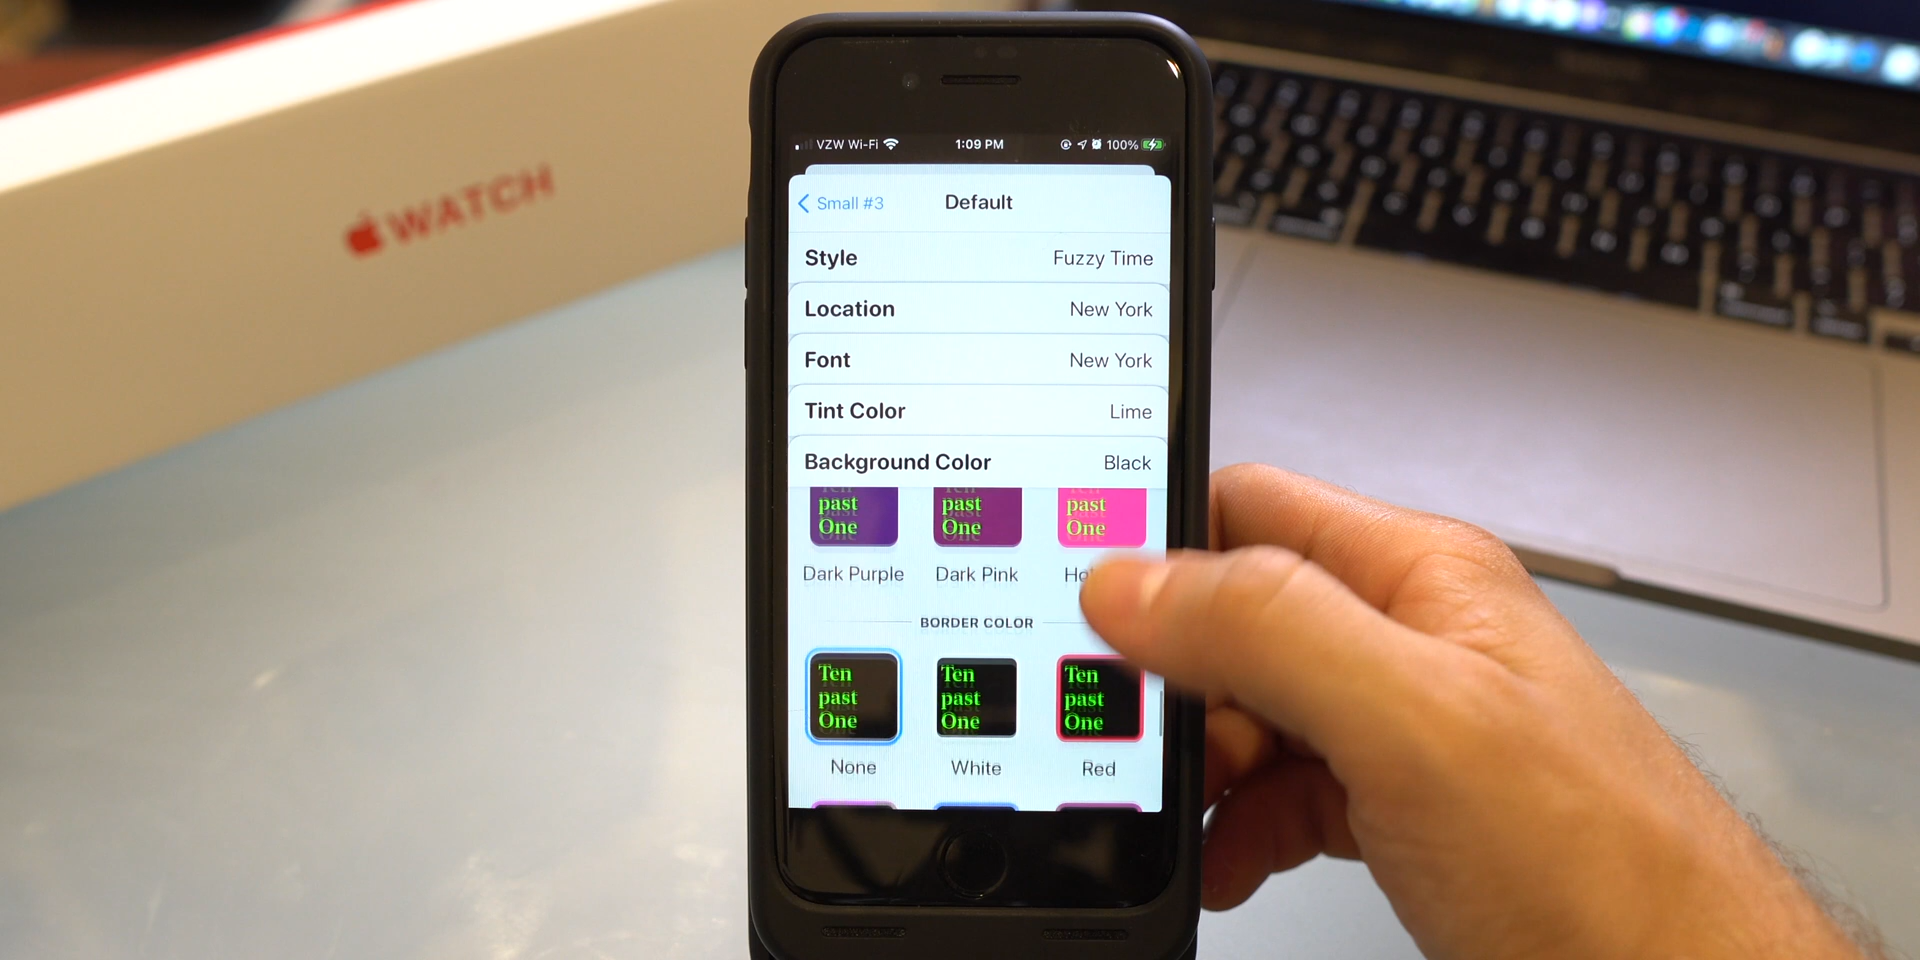 WATCH
VZW Wi-Fi 1:09 PM 100%
Small #3 Default
Style Fuzzy Time
Location New York
Font New York
Tint Color Lime
Background Color Black
past past past
One One One
Dark Purple Dark Pink
BORDER COLOR
Ten Ten Ten
past past past
One One One
None White Red